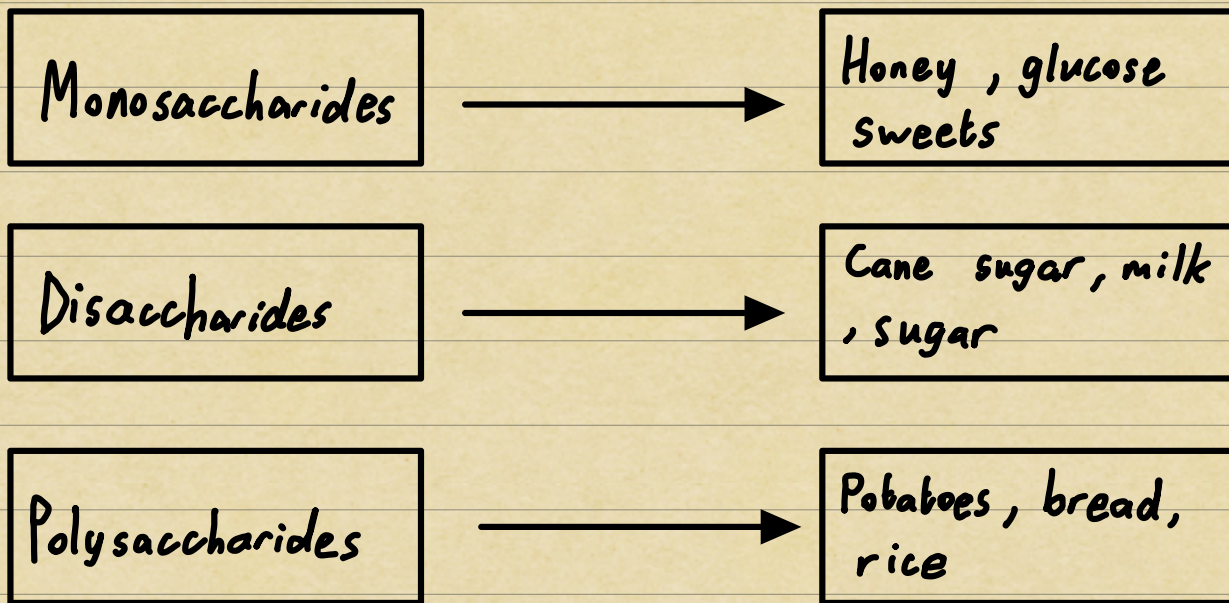 Monosaccharides
Honey , glucose
sweets
Disaccharides
Cane sugar, milk
, sugar
Polysaccharides
Potatoes , bread,
rice